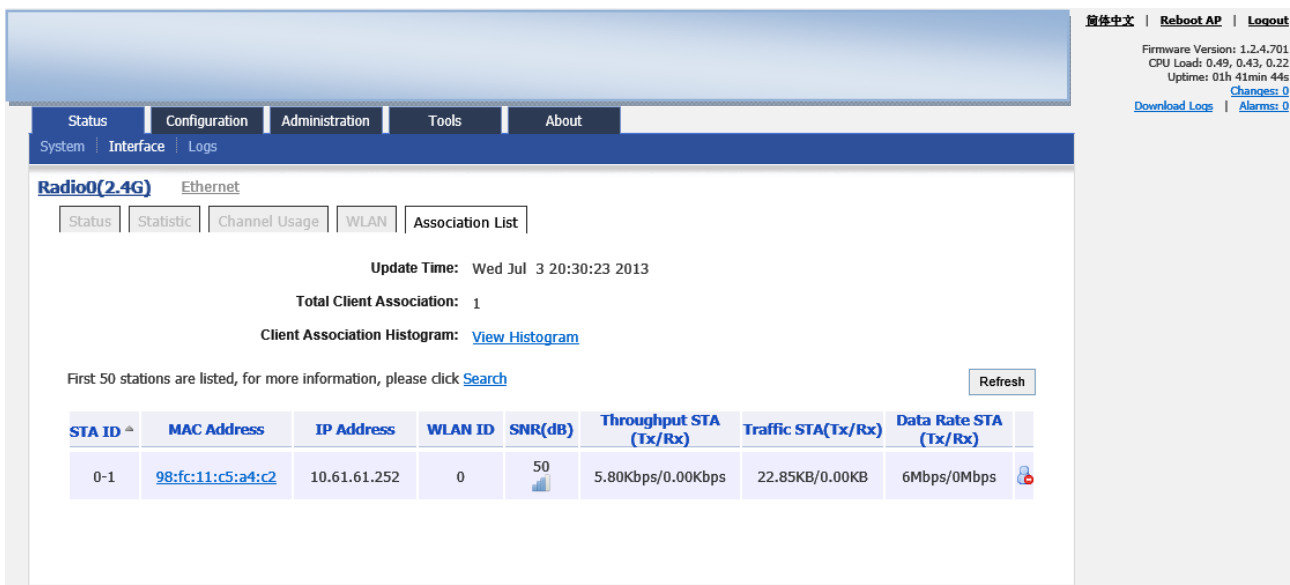 简体中文 | Reboot AP | Logout
Firmware Version: 1.2.4.701
CPU Load: 0.49, 0.43, 0.22
Uptime: 01h 41min 44s
Changes: 0
Download Logs | Alarms: 0
Status Configuration Administration Tools About
System Interface Logs
Radio0(2.4G) Ethernet
Status Statistic Channel Usage WLAN Association List
Update Time: Wed Jul 3 20:30:23 2013
Total Client Association: 1
Client Association Histogram: View Histogram
First 50 stations are listed, for more information, please click Search
Refresh
STA ID MAC Address IP Address WLAN ID SNR(dB) Throughput STA (Tx/Rx) Traffic STA(Tx/Rx) Data Rate STA (Tx/Rx)
0-1 98:fc:11:c5:a4:c2 10.61.61.252 0 50 5.80Kbps/0.00Kbps 22.85KB/0.00KB 6Mbps/0Mbps